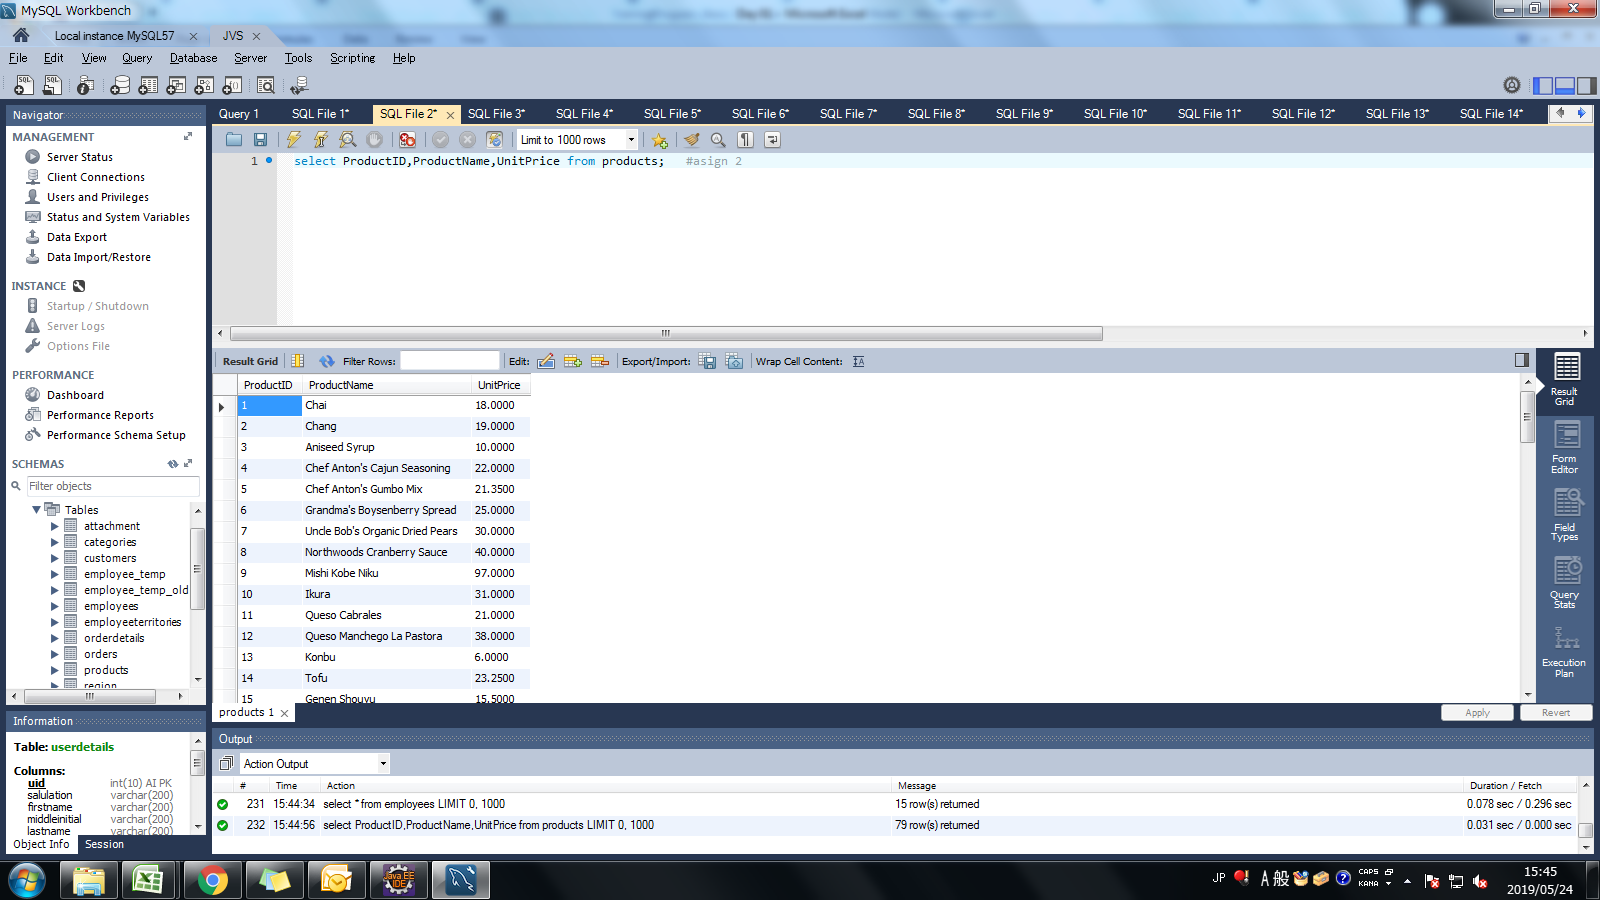 MySQL Workbench
Local instance MySQL57
JVS
File Edit View Query Database Server Tools Scripting Help
Navigator
MANAGEMENT
Server Status
Client Connections
Users and Privileges
Status and System Variables
Data Export
Data Import/Restore
INSTANCE
Startup / Shutdown
Server Logs
Options File
PERFORMANCE
Dashboard
Performance Reports
Performance Schema Setup
SCHEMAS
Filter objects
Tables
attachment
categories
customers
employee_temp
employee_temp_old
employees
employeeterritories
orderdetails
orders
products
region
Information
Table: userdetails
Columns:
uid int(10) AI PK
salulation varchar(200)
firstname varchar(200)
middleinitial varchar(200)
lastname varchar(200)
Object Info Session
Query 1 SQL File 1* SQL File 2* SQL File 3* SQL File 4* SQL File 5* SQL File 6* SQL File 7* SQL File 8* SQL File 9* SQL File 10* SQL File 11* SQL File 12* SQL File 13* SQL File 14*
Limit to 1000 rows
1 select ProductID,ProductName,UnitPrice from products; #asign 2
Result Grid Filter Rows: Edit: Export/Import: Wrap Cell Content:
ProductID ProductName UnitPrice
1 Chai 18.0000
2 Chang 19.0000
3 Aniseed Syrup 10.0000
4 Chef Anton's Cajun Seasoning 22.0000
5 Chef Anton's Gumbo Mix 21.3500
6 Grandma's Boysenberry Spread 25.0000
7 Uncle Bob's Organic Dried Pears 30.0000
8 Northwoods Cranberry Sauce 40.0000
9 Mishi Kobe Niku 97.0000
10 Ikura 31.0000
11 Queso Cabrales 21.0000
12 Queso Manchego La Pastora 38.0000
13 Konbu 6.0000
14 Tofu 23.2500
15 Genen Shouyu 15.5000
Result
Grid
Form
Editor
Field
Types
Query
Stats
Execution
Plan
products 1
Apply Revert
Output
Action Output
# Time Action Message Duration / Fetch
231 15:44:34 select * from employees LIMIT 0, 1000 15 row(s) returned 0.078 sec / 0.296 sec
232 15:44:56 select ProductID,ProductName,UnitPrice from products LIMIT 0, 1000 79 row(s) returned 0.031 sec / 0.000 sec
Java EE
IDE
JP
A 般
CAPS
KANA
15:45
2019/05/24